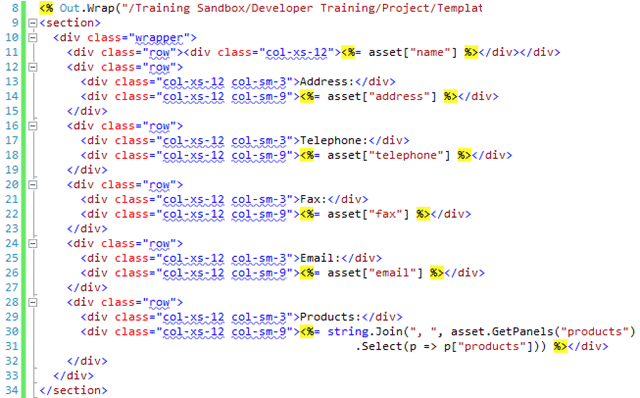 8 <% Out.Wrap("/Training Sandbox/Developer Training/Project/Templat
9 <section>
10 <div class="wrapper">
11 <div class="row"><div class="col-xs-12"><%= asset["name"] %></div></div>
12 <div class="row">
13 <div class="col-xs-12 col-sm-3">Address:</div>
14 <div class="col-xs-12 col-sm-9"><%= asset["address"] %></div>
15 </div>
16 <div class="row">
17 <div class="col-xs-12 col-sm-3">Telephone:</div>
18 <div class="col-xs-12 col-sm-9"><%= asset["telephone"] %></div>
19 </div>
20 <div class="row">
21 <div class="col-xs-12 col-sm-3">Fax:</div>
22 <div class="col-xs-12 col-sm-9"><%= asset["fax"] %></div>
23 </div>
24 <div class="row">
25 <div class="col-xs-12 col-sm-3">Email:</div>
26 <div class="col-xs-12 col-sm-9"><%= asset["email"] %></div>
27 </div>
28 <div class="row">
29 <div class="col-xs-12 col-sm-3">Products:</div>
30 <div class="col-xs-12 col-sm-9"><%= string.Join(", ", asset.GetPanels("products")
31 .Select(p => p["products"])) %></div>
32 </div>
33 </div>
34 </section>